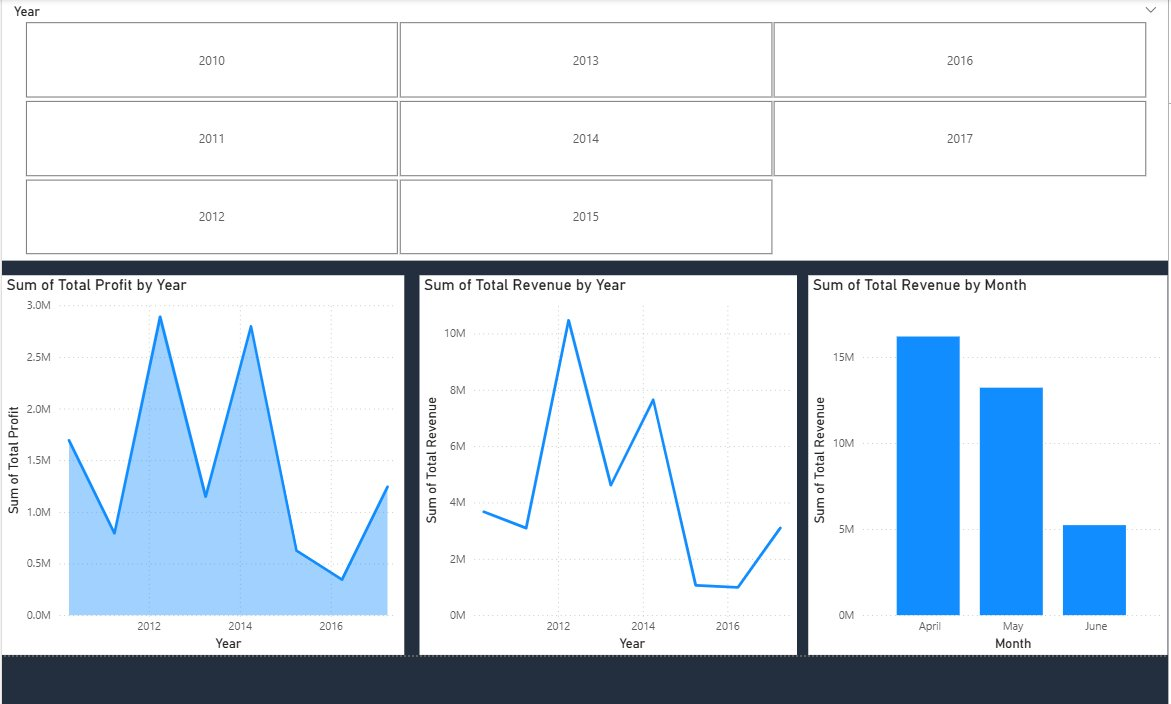 Year
2010
2013
2016
2011
2014
2017
2012
2015
Sum of Total Profit by Year
3.0M
2.5M
2.0M
1.5M
1.0M
0.5M
0.0M
Sum of Total Profit
2012
2014
2016
Year
Sum of Total Revenue by Year
10M
8M
6M
4M
2M
0M
Sum of Total Revenue
2012
2014
2016
Year
Sum of Total Revenue by Month
15M
10M
5M
0M
Sum of Total Revenue
April
May
June
Month